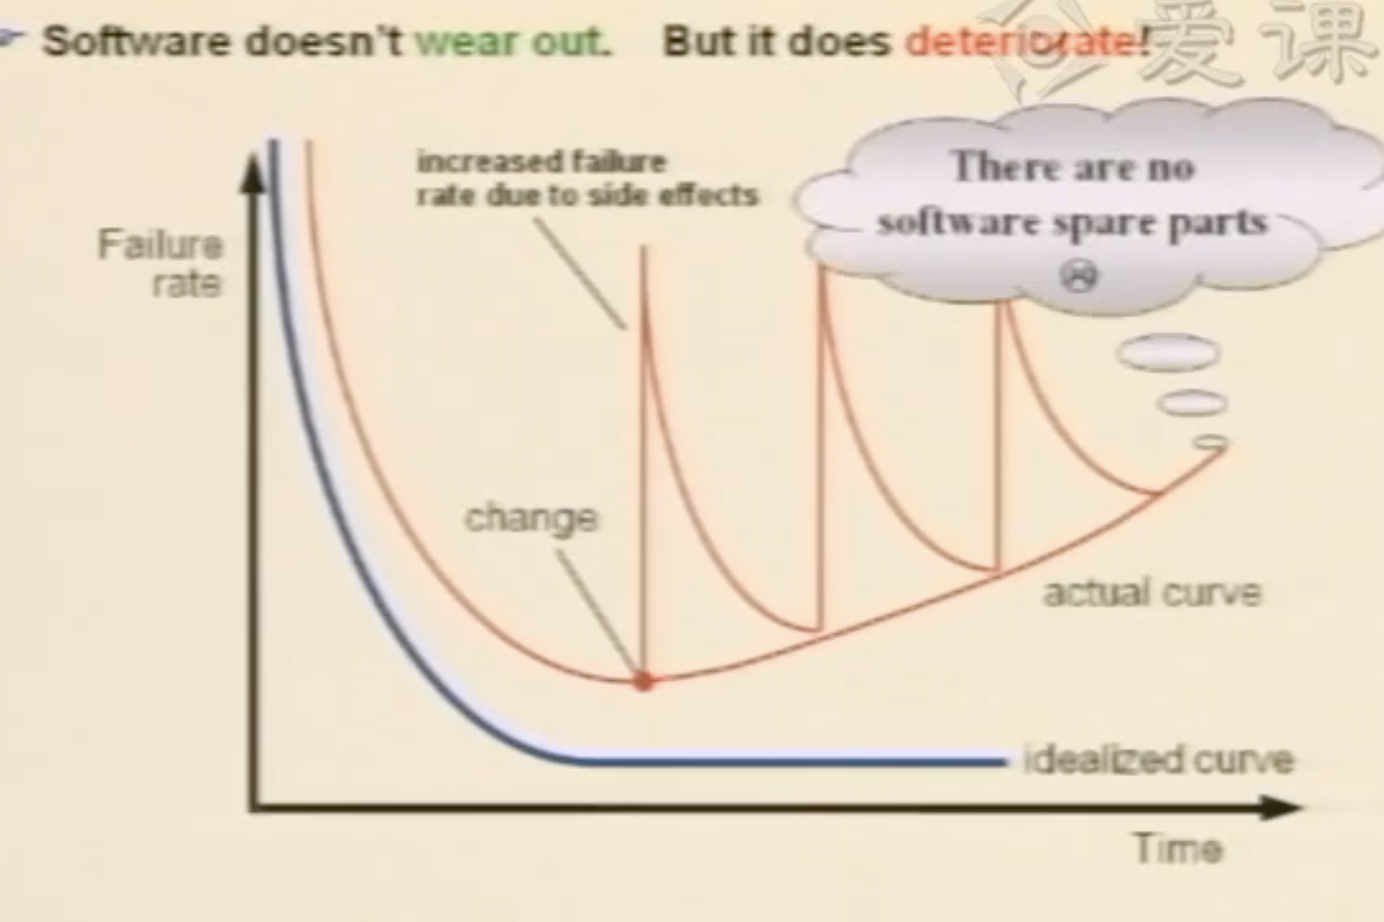 Software doesn't wear out. But it does deteriorate!
爱课
increased failure
rate due to side effects
There are no
software spare parts
Failure
rate
change
actual curve
idealized curve
Time